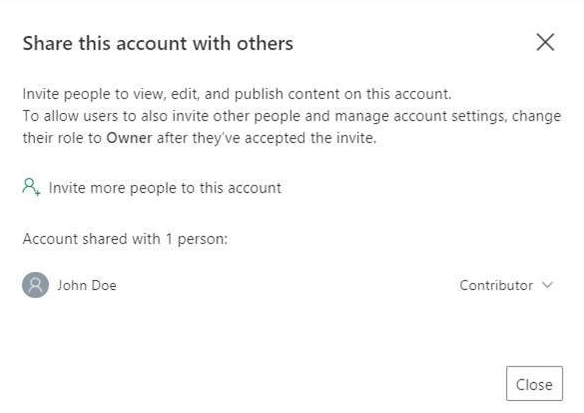 Share this account with others
Invite people to view, edit, and publish content on this account.
To allow users to also invite other people and manage account settings, change
their role to Owner after they've accepted the invite.
Invite more people to this account
Account shared with 1 person:
John Doe
Contributor
Close